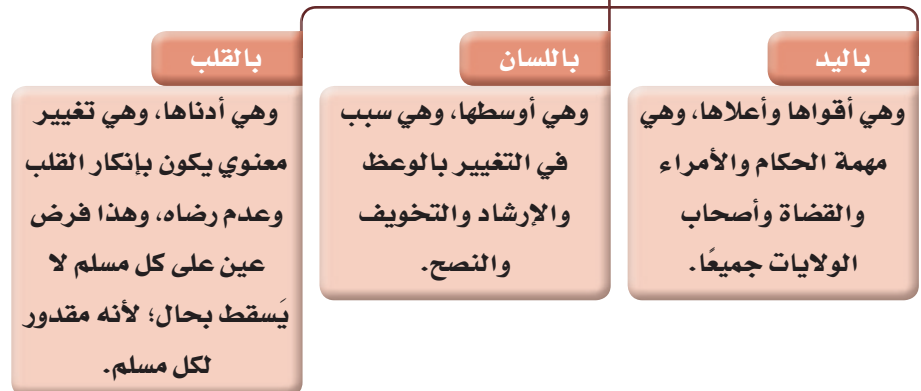 باليد
وهي أقواها وأعلاها، وهي
مهمة الحكام والأمراء
والقضاة وأصحاب
الولايات جميعًا.
باللسان
وهي أوسطها، وهي سبب
في التغيير بالوعظ
والإرشاد والتخويف
والنصح.
بالقلب
وهي أدناها، وهي تغيير
معنوي يكون بإنكار القلب
وعدم رضاه، وهذا فرض
عين على كل مسلم لا
يَسقط بحال؛ لأنه مقدور
لكل مسلم.